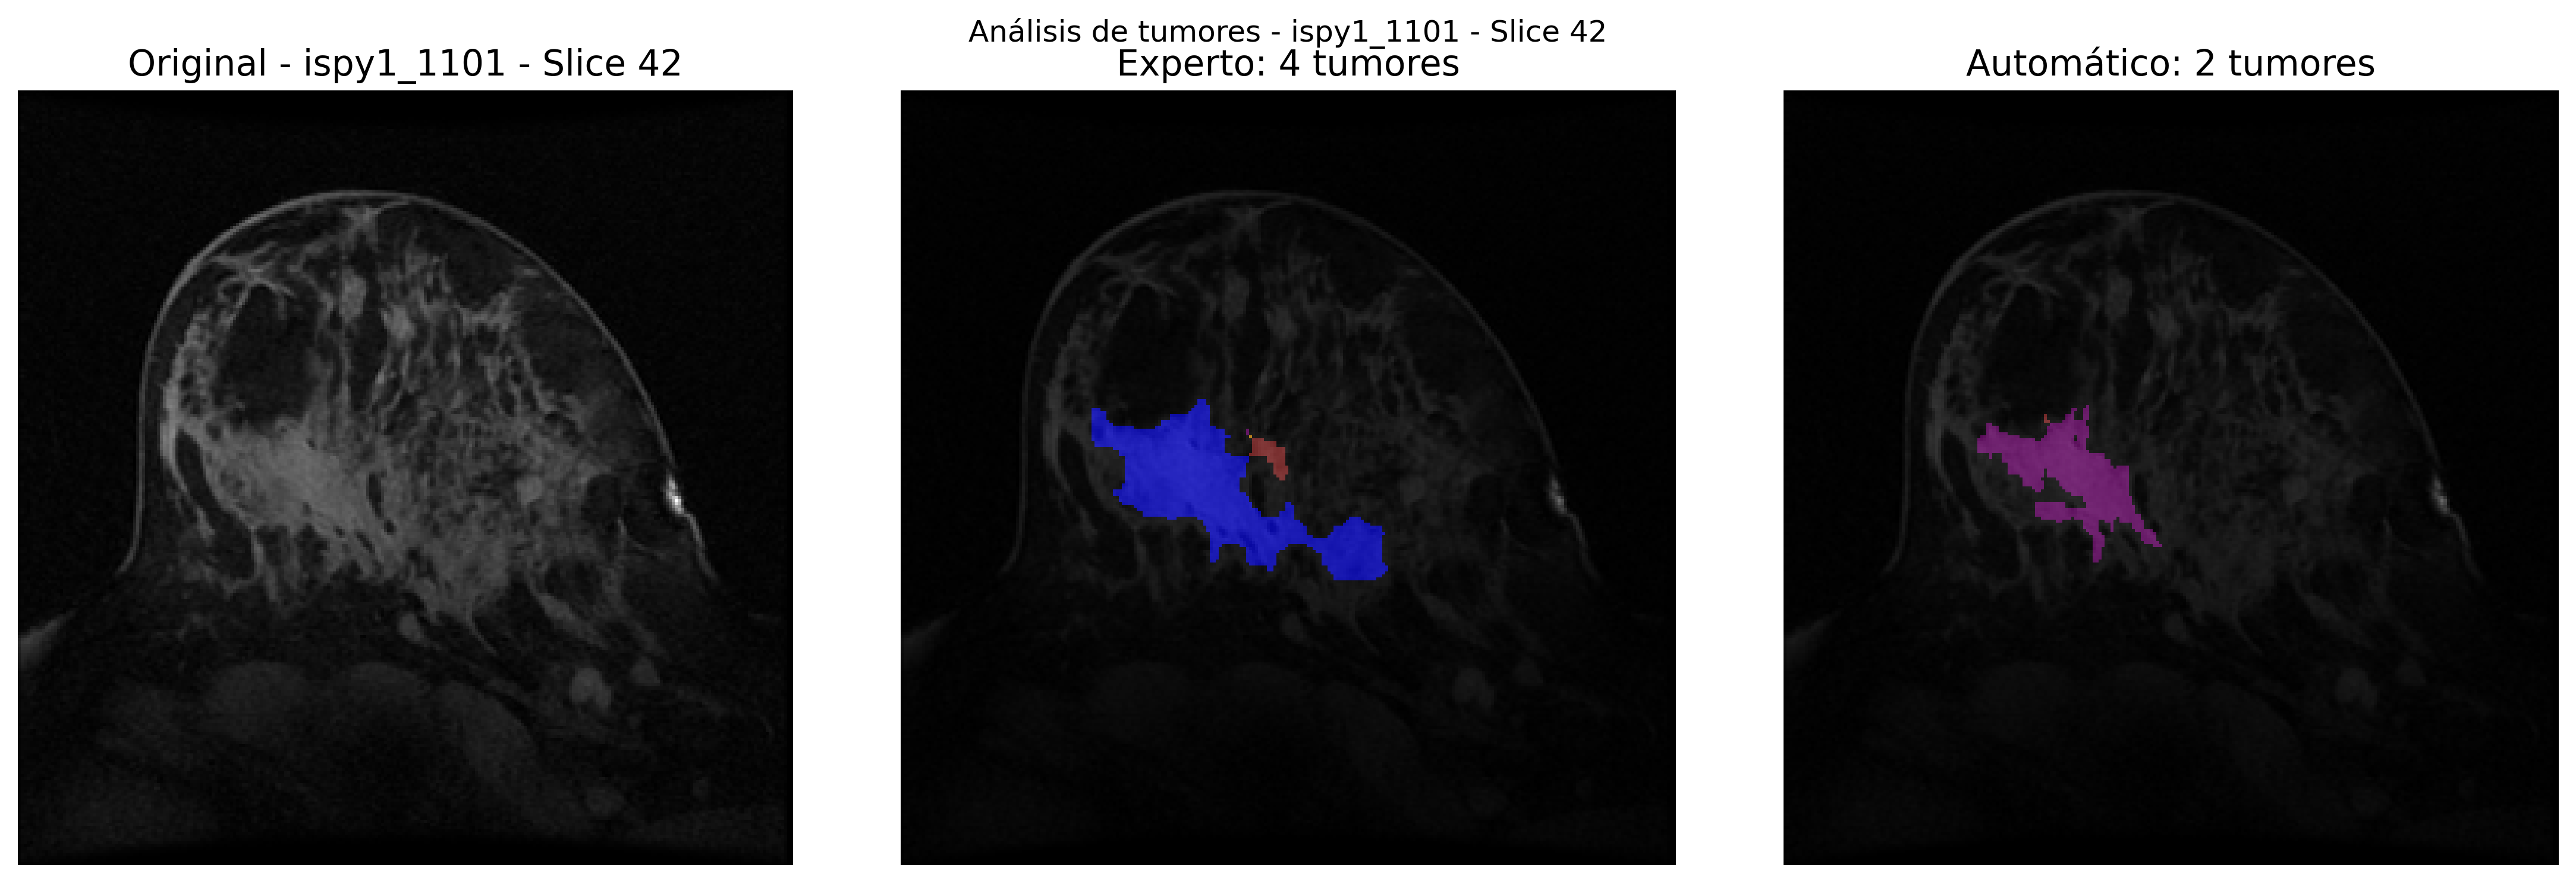 Análisis de tumores - ispy1_1101 - Slice 42
Original - ispy1_1101 - Slice 42
Experto: 4 tumores
Automático: 2 tumores